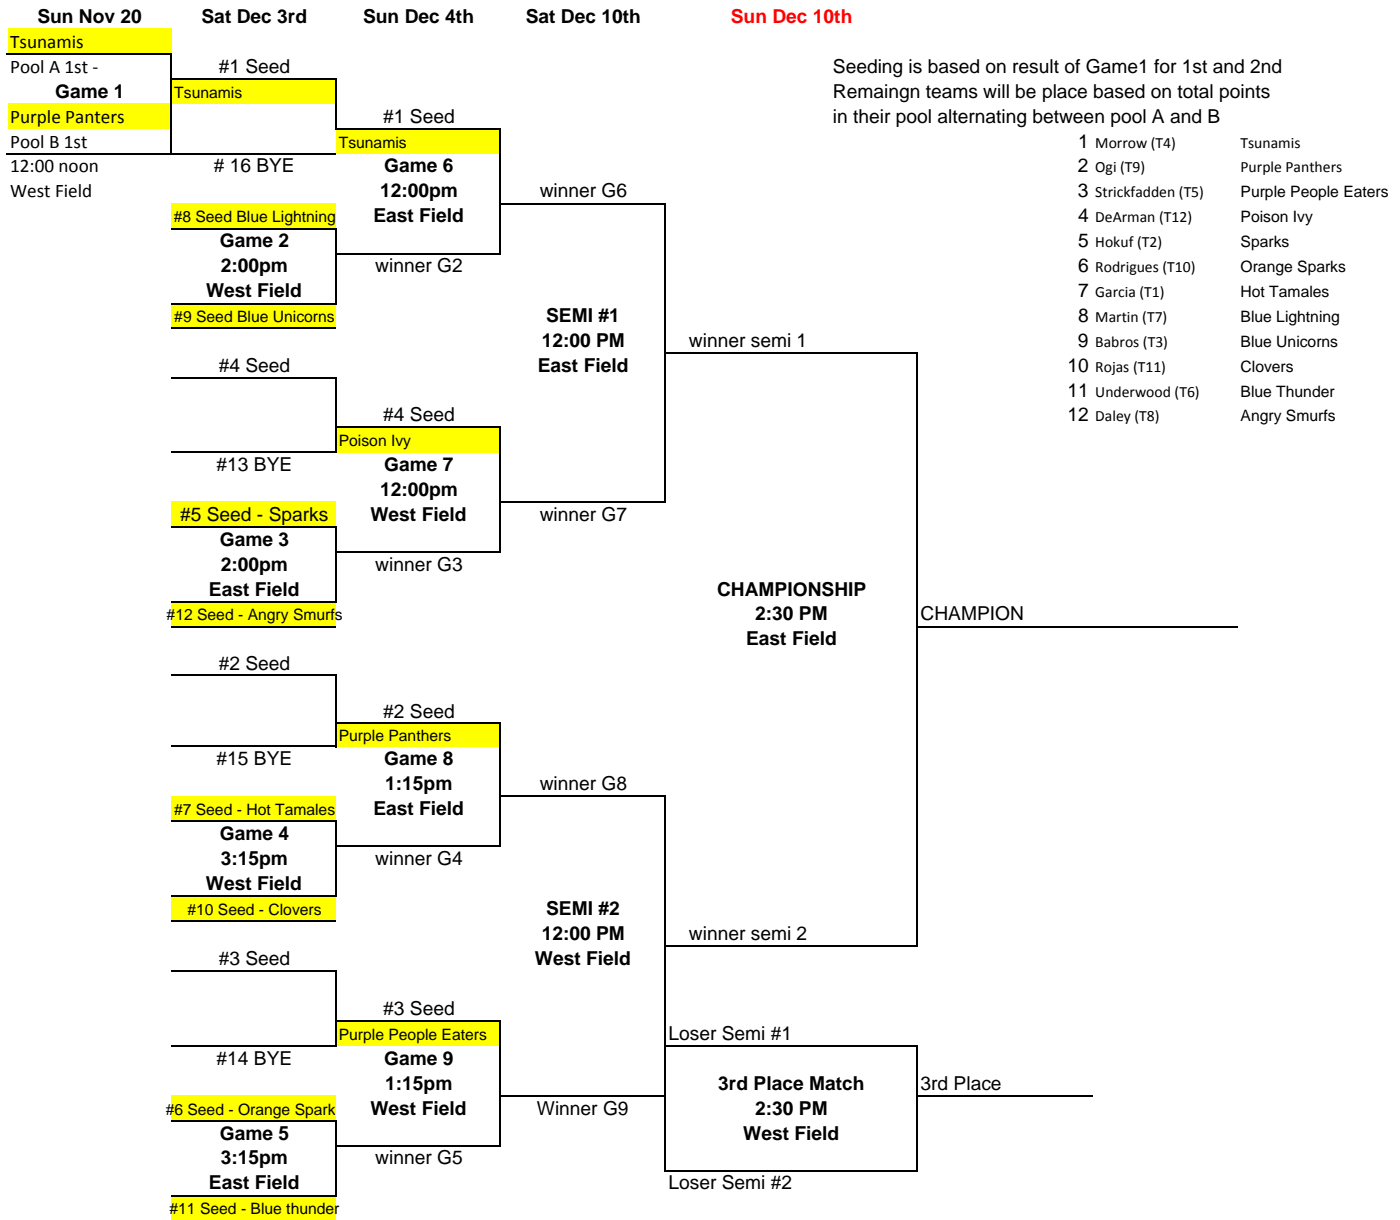 Sun Nov 20 Sat Dec 3rd Sun Dec 4th Sat Dec 10th Sun Dec 10th
Tsunamis
Pool A 1st -
Game 1
Purple Panters
Pool B 1st
12:00 noon
West Field
#1 Seed
Tsunamis
# 16 BYE
#8 Seed Blue Lightning
Game 2
2:00pm
West Field
#9 Seed Blue Unicorns
#4 Seed
#13 BYE
#5 Seed - Sparks
Game 3
2:00pm
East Field
#12 Seed - Angry Smurfs
#2 Seed
#15 BYE
#7 Seed - Hot Tamales
Game 4
3:15pm
West Field
#10 Seed - Clovers
#3 Seed
#14 BYE
#6 Seed - Orange Spark
Game 5
3:15pm
East Field
#11 Seed - Blue thunder
#1 Seed
Tsunamis
Game 6
12:00pm
East Field
winner G2
#4 Seed
Poison Ivy
Game 7
12:00pm
West Field
winner G3
#2 Seed
Purple Panthers
Game 8
1:15pm
East Field
winner G4
#3 Seed
Purple People Eaters
Game 9
1:15pm
West Field
winner G5
winner G6
SEMI #1
12:00 PM
East Field
winner G7
winner G8
SEMI #2
12:00 PM
West Field
Winner G9
winner semi 1
CHAMPIONSHIP
2:30 PM
East Field
winner semi 2
CHAMPION
Loser Semi #1
3rd Place Match
2:30 PM
West Field
Loser Semi #2
3rd Place
Seeding is based on result of Game1 for 1st and 2nd
Remaingn teams will be place based on total points
in their pool alternating between pool A and B
1 Morrow (T4) Tsunamis
2 Ogi (T9) Purple Panthers
3 Strickfadden (T5) Purple People Eaters
4 DeArman (T12) Poison Ivy
5 Hokuf (T2) Sparks
6 Rodrigues (T10) Orange Sparks
7 Garcia (T1) Hot Tamales
8 Martin (T7) Blue Lightning
9 Babros (T3) Blue Unicorns
10 Rojas (T11) Clovers
11 Underwood (T6) Blue Thunder
12 Daley (T8) Angry Smurfs